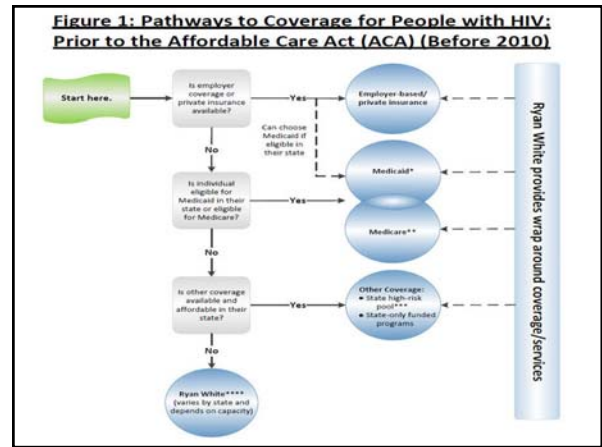 Figure 1: Pathways to Coverage for People with HIV:
Prior to the Affordable Care Act (ACA) (Before 2010)
Start here.
Is employer
coverage or
private insurance
available?
Yes
Employer-based/
private insurance
Can choose
Medicaid if
eligible in
their state
No
Is individual
eligible for
Medicaid in their
state or eligible
for Medicare?
Yes
Medicaid*
Medicare**
No
Is other coverage
available and
affordable in their
state?
Yes
Other Coverage:
• State high-risk
pool***
• State-only funded
programs
No
Ryan White****
(varies by state and
depends on capacity)
Ryan White provides wrap around coverage/services